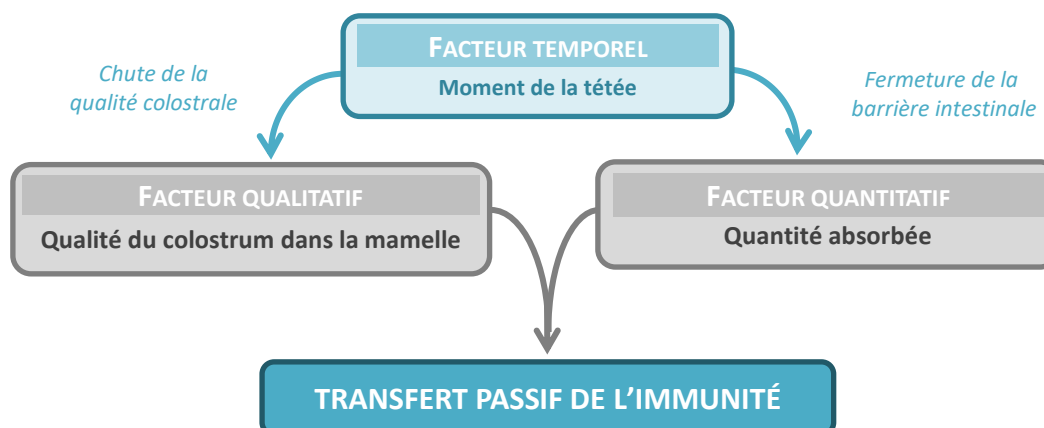 FACTEUR TEMPOREL
Moment de la tétée
Chute de la
qualité colostrale
Fermeture de la
barrière intestinale
FACTEUR QUALITATIF
Qualité du colostrum dans la mamelle
FACTEUR QUANTITATIF
Quantité absorbée
TRANSFERT PASSIF DE L’IMMUNITÉ